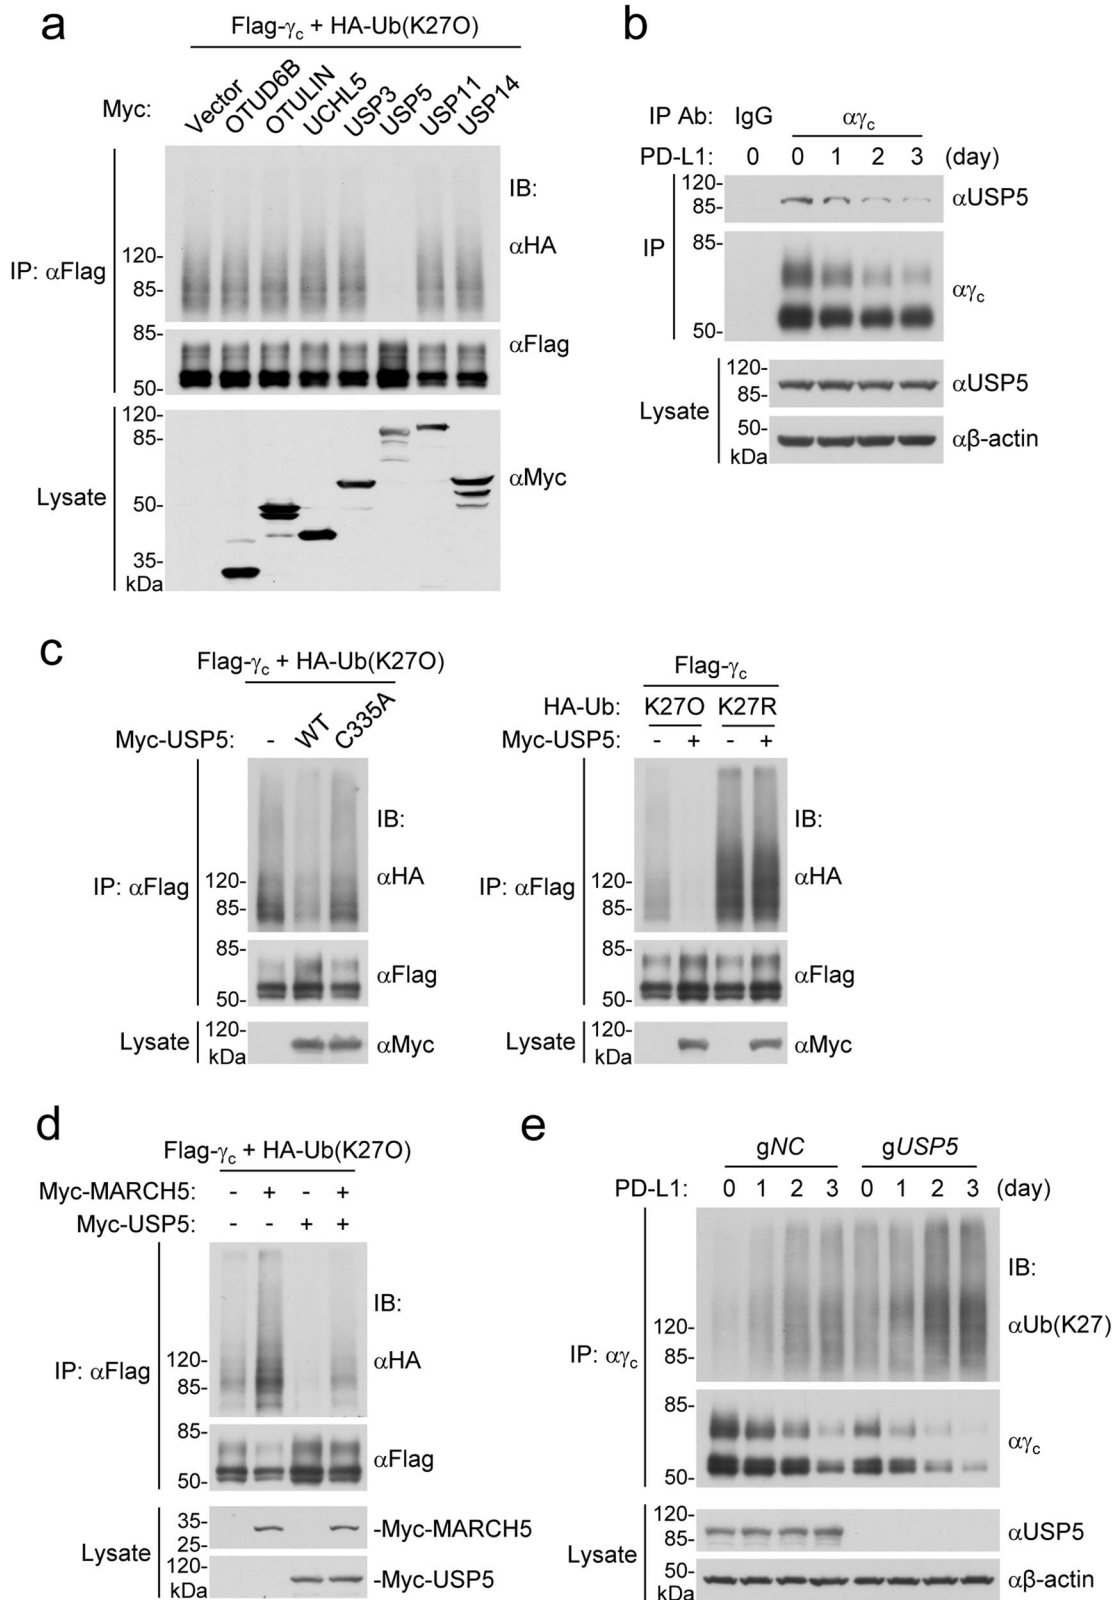 a
Flag-γc + HA-Ub(K27O)
Myc: Vector OTUD6B OTULIN UCHL5 USP3 USP5 USP11 USP14
IB:
IP: αFlag
120-
85-
αHA
85-
50-
αFlag
Lysate
120-
85-
50-
35-
kDa
αMyc
b
IP Ab: IgG αγc
PD-L1: 0 0 1 2 3 (day)
IP
120-
85-
αUSP5
85-
50-
αγc
Lysate
120-
85-
αUSP5
50-
kDa
αβ-actin
c
Flag-γc + HA-Ub(K27O)
Myc-USP5: - WT C335A
IB:
IP: αFlag
120-
85-
αHA
85-
50-
αFlag
Lysate
120-
kDa
αMyc
Flag-γc
HA-Ub: K27O K27R
Myc-USP5: - + - +
IB:
IP: αFlag
120-
85-
αHA
85-
50-
αFlag
Lysate
120-
kDa
αMyc
d
Flag-γc + HA-Ub(K27O)
Myc-MARCH5: - + - +
Myc-USP5: - - + +
IB:
IP: αFlag
120-
85-
αHA
85-
50-
αFlag
Lysate
35-
25-
-Myc-MARCH5
120-
kDa
-Myc-USP5
e
gNC gUSP5
PD-L1: 0 1 2 3 0 1 2 3 (day)
IB:
IP: αγc
120-
85-
αUb(K27)
85-
50-
αγc
Lysate
120-
85-
αUSP5
50-
kDa
αβ-actin